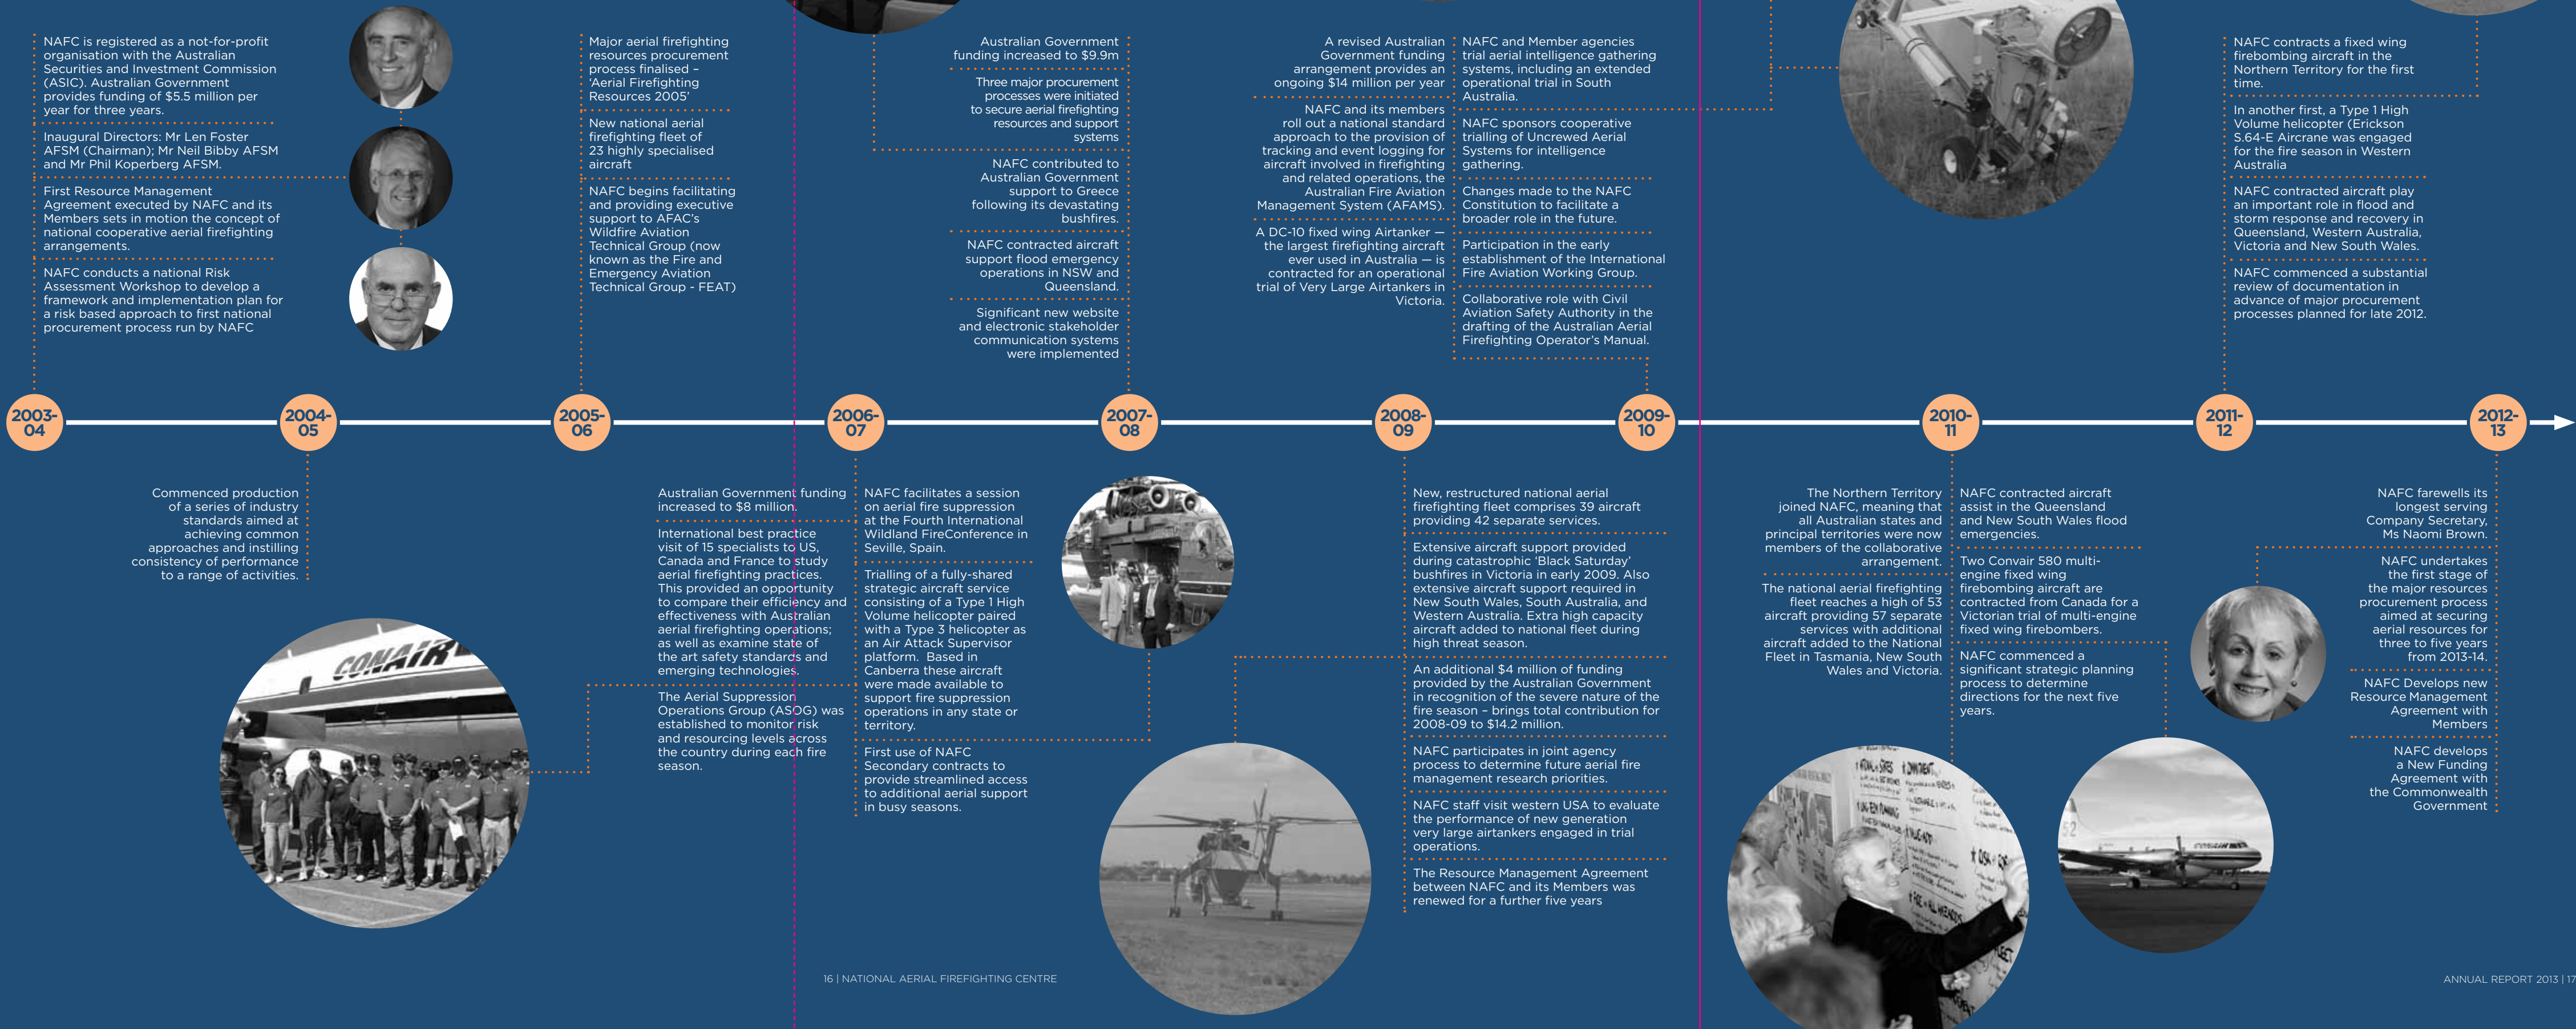 NAFC is registered as a not-for-profit
organisation with the Australian
Securities and Investment Commission
(ASIC). Australian Government
provides funding of $5.5 million per
year for three years.
Inaugural Directors: Mr Len Foster
AFSM (Chairman); Mr Neil Bibby AFSM
and Mr Phil Koperberg AFSM.
First Resource Management
Agreement executed by NAFC and its
Members sets in motion the concept of
national cooperative aerial firefighting
arrangements.
NAFC conducts a national Risk
Assessment Workshop to develop a
framework and implementation plan for
a risk based approach to first national
procurement process run by NAFC
Major aerial firefighting
resources procurement
process finalised –
‘Aerial Firefighting
Resources 2005’
New national aerial
firefighting fleet of
23 highly specialised
aircraft
NAFC begins facilitating
and providing executive
support to AFAC’s
Wildfire Aviation
Technical Group (now
known as the Fire and
Emergency Aviation
Technical Group - FEAT)
Australian Government
funding increased to $9.9m
Three major procurement
processes were initiated
to secure aerial firefighting
resources and support
systems
NAFC contributed to
Australian Government
support to Greece
following its devastating
bushfires.
NAFC contracted aircraft
support flood emergency
operations in NSW and
Queensland.
Significant new website
and electronic stakeholder
communication systems
were implemented
A revised Australian
Government funding
arrangement provides an
ongoing $14 million per year
NAFC and its members
roll out a national standard
approach to the provision of
tracking and event logging for
aircraft involved in firefighting
and related operations, the
Australian Fire Aviation
Management System (AFAMS).
A DC-10 fixed wing Airtanker —
the largest firefighting aircraft
ever used in Australia — is
contracted for an operational
trial of Very Large Airtankers in
Victoria.
NAFC and Member agencies
trial aerial intelligence gathering
systems, including an extended
operational trial in South
Australia.
NAFC sponsors cooperative
trialling of Uncrewed Aerial
Systems for intelligence
gathering.
Changes made to the NAFC
Constitution to facilitate a
broader role in the future.
Participation in the early
establishment of the International
Fire Aviation Working Group.
Collaborative role with Civil
Aviation Safety Authority in the
drafting of the Australian Aerial
Firefighting Operator’s Manual.
NAFC contracts a fixed wing
firebombing aircraft in the
Northern Territory for the first
time.
In another first, a Type 1 High
Volume helicopter (Erickson
S.64-E Aircrane was engaged
for the fire season in Western
Australia
NAFC contracted aircraft play
an important role in flood and
storm response and recovery in
Queensland, Western Australia,
Victoria and New South Wales.
NAFC commenced a substantial
review of documentation in
advance of major procurement
processes planned for late 2012.
2003-
04
2004-
05
2005-
06
2006-
07
2007-
08
2008-
09
2009-
10
2010-
11
2011-
12
2012-
13
Commenced production
of a series of industry
standards aimed at
achieving common
approaches and instilling
consistency of performance
to a range of activities.
CONAIR
Australian Government funding
increased to $8 million.
International best practice
visit of 15 specialists to US,
Canada and France to study
aerial firefighting practices.
This provided an opportunity
to compare their efficiency and
effectiveness with Australian
aerial firefighting operations;
as well as examine state of
the art safety standards and
emerging technologies.
The Aerial Suppression
Operations Group (ASOG) was
established to monitor risk
and resourcing levels across
the country during each fire
season.
NAFC facilitates a session
on aerial fire suppression
at the Fourth International
Wildland FireConference in
Seville, Spain.
Trialling of a fully-shared
strategic aircraft service
consisting of a Type 1 High
Volume helicopter paired
with a Type 3 helicopter as
an Air Attack Supervisor
platform.  Based in
Canberra these aircraft
were made available to
support fire suppression
operations in any state or
territory.
First use of NAFC
Secondary contracts to
provide streamlined access
to additional aerial support
in busy seasons.
New, restructured national aerial
firefighting fleet comprises 39 aircraft
providing 42 separate services.
Extensive aircraft support provided
during catastrophic ‘Black Saturday’
bushfires in Victoria in early 2009. Also
extensive aircraft support required in
New South Wales, South Australia, and
Western Australia. Extra high capacity
aircraft added to national fleet during
high threat season.
An additional $4 million of funding
provided by the Australian Government
in recognition of the severe nature of the
fire season – brings total contribution for
2008-09 to $14.2 million.
NAFC participates in joint agency
process to determine future aerial fire
management research priorities.
NAFC staff visit western USA to evaluate
the performance of new generation
very large airtankers engaged in trial
operations.
The Resource Management Agreement
between NAFC and its Members was
renewed for a further five years
The Northern Territory
joined NAFC, meaning that
all Australian states and
principal territories were now
members of the collaborative
arrangement.
The national aerial firefighting
fleet reaches a high of 53
aircraft providing 57 separate
services with additional
aircraft added to the National
Fleet in Tasmania, New South
Wales and Victoria.
NAFC contracted aircraft
assist in the Queensland
and New South Wales flood
emergencies.
Two Convair 580 multi-
engine fixed wing
firebombing aircraft are
contracted from Canada for a
Victorian trial of multi-engine
fixed wing firebombers.
NAFC commenced a
significant strategic planning
process to determine
directions for the next five
years.
52
NAFC farewells its
longest serving
Company Secretary,
Ms Naomi Brown.
NAFC undertakes
the first stage of
the major resources
procurement process
aimed at securing
aerial resources for
three to five years
from 2013-14.
NAFC Develops new
Resource Management
Agreement with
Members
NAFC develops
a New Funding
Agreement with
the Commonwealth
Government
16 | NATIONAL AERIAL FIREFIGHTING CENTRE
ANNUAL REPORT 2013 | 17